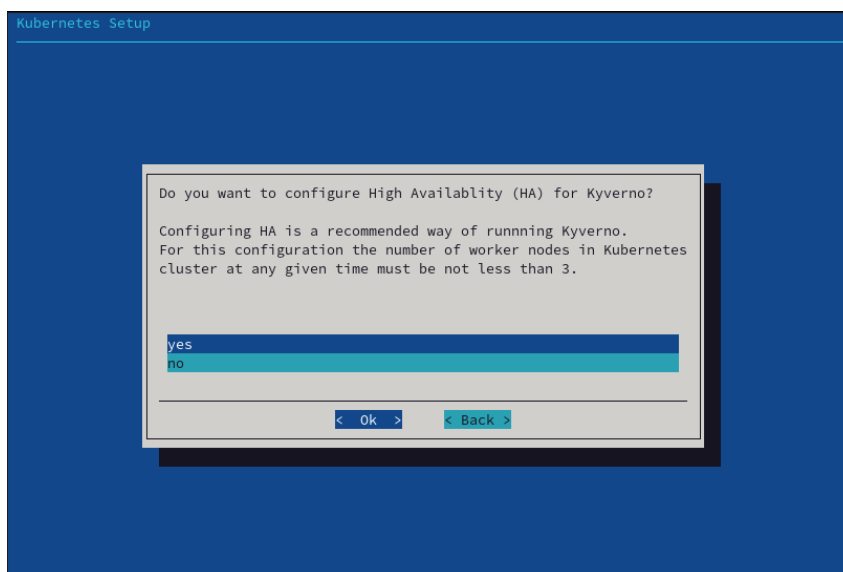 Kubernetes Setup
Do you want to configure High Availablity (HA) for Kyverno?
Configuring HA is a recommended way of runnning Kyverno.
For this configuration the number of worker nodes in Kubernetes
cluster at any given time must be not less than 3.
yes
no
< Ok > < Back >